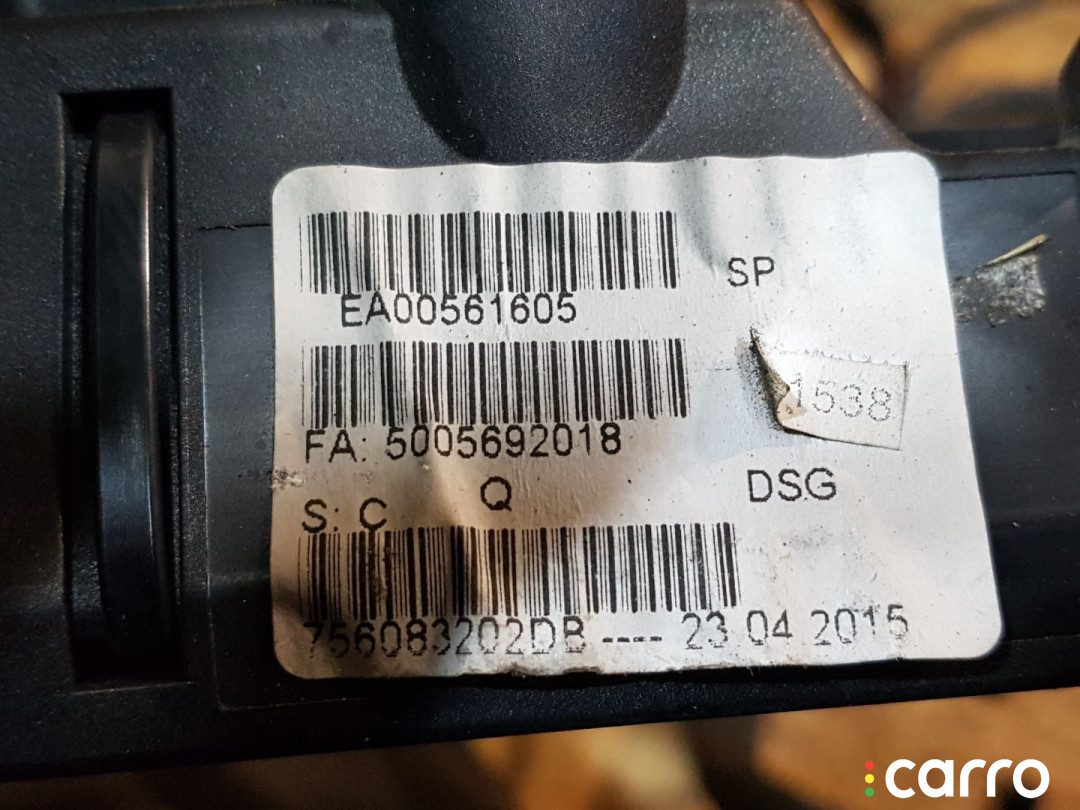 EA00561605
SP
1538
FA: 5005692018
S: C Q
DSG
756083202DB ---- 23 04 2015
carro